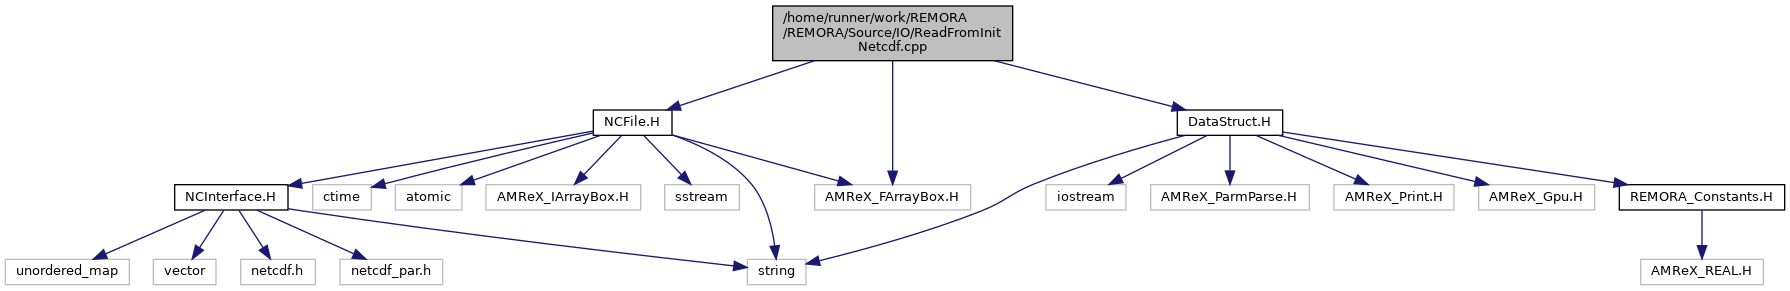 /home/runner/work/REMORA
/REMORA/Source/IO/ReadFromInit
Netcdf.cpp
NCFile.H
DataStruct.H
NCInterface.H
ctime
atomic
AMReX_IArrayBox.H
sstream
AMReX_FArrayBox.H
iostream
AMReX_ParmParse.H
AMReX_Print.H
AMReX_Gpu.H
REMORA_Constants.H
unordered_map
vector
netcdf.h
netcdf_par.h
string
AMReX_REAL.H